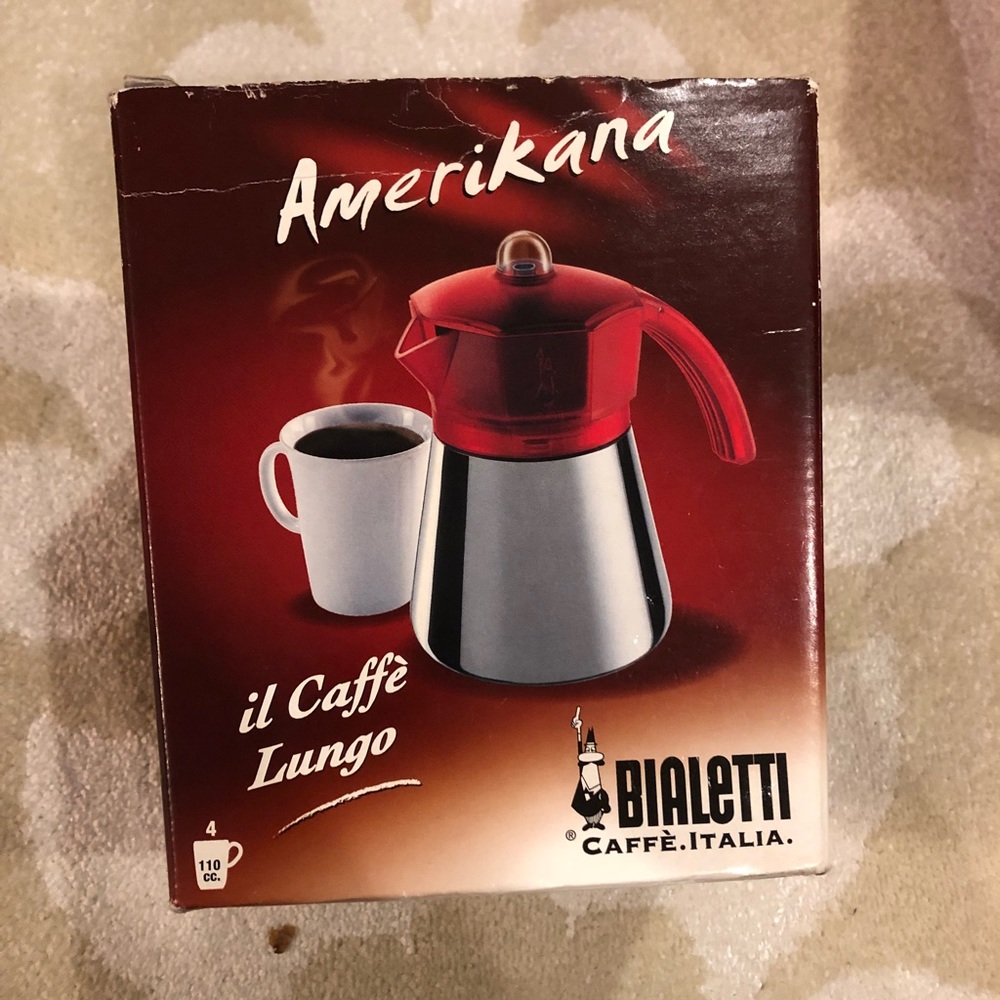 Amerikana
il Caffè
Lungo
4
110
cc.
BIALETTI
®
CAFFÈ.ITALIA.